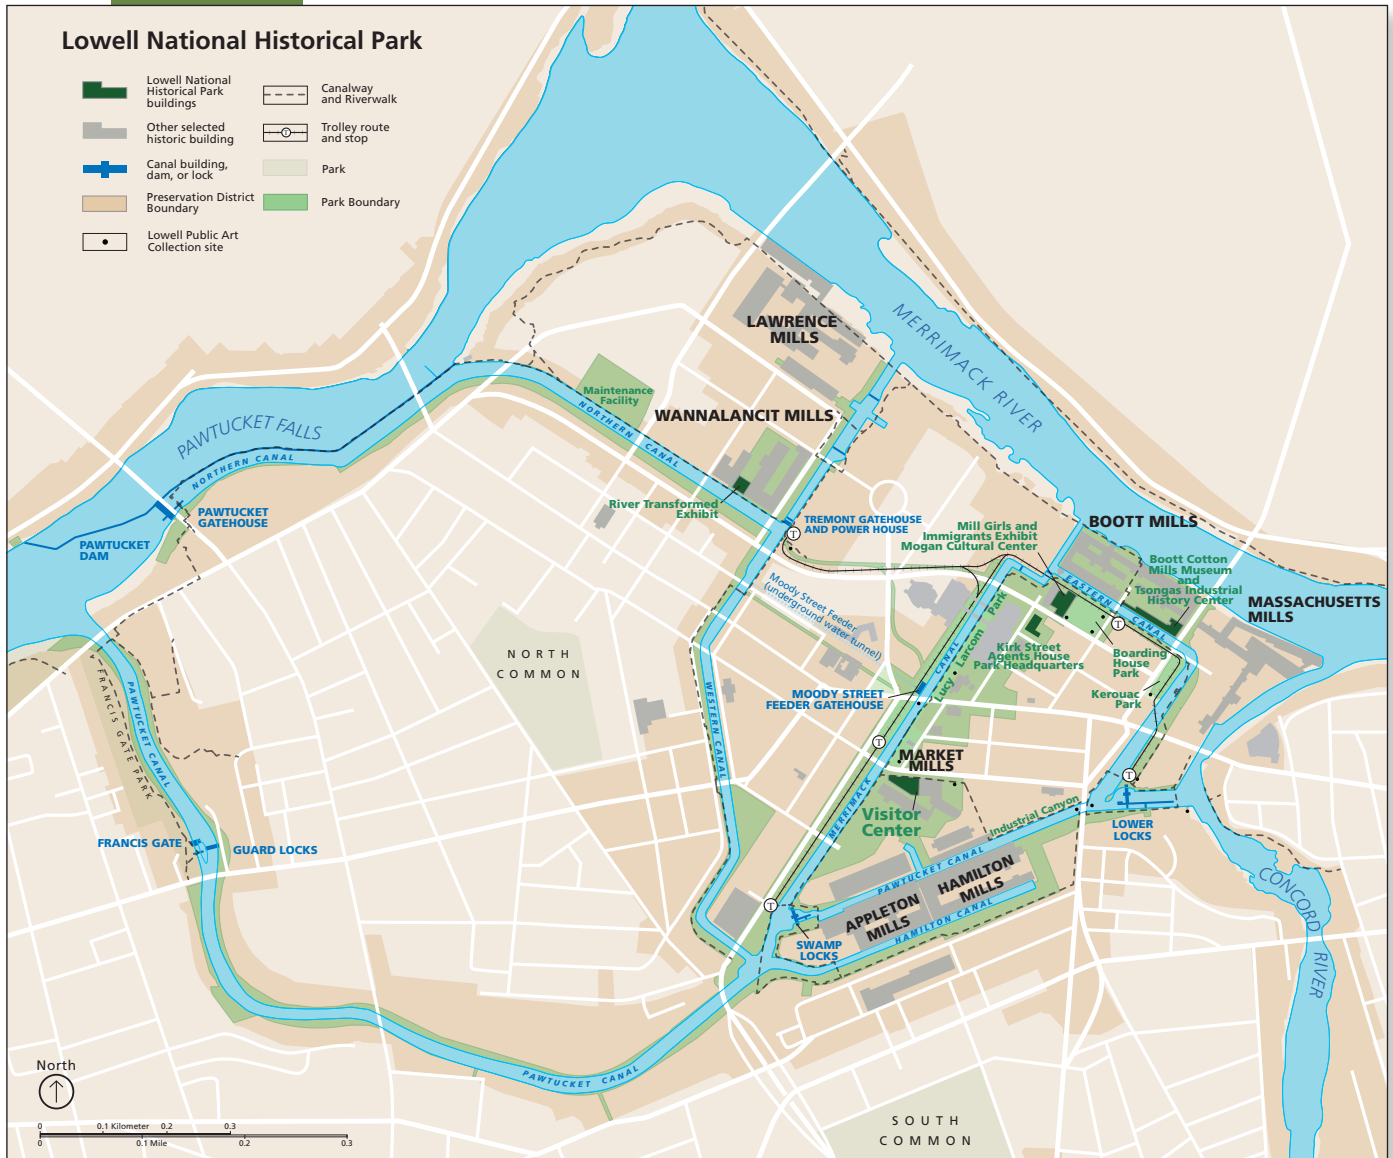 Lowell National Historical Park
Lowell National
Historical Park
buildings
Other selected
historic building
Canal building,
dam, or lock
Preservation District
Boundary
Lowell Public Art
Collection site
Canalway
and Riverwalk
T
Trolley route
and stop
Park
Park Boundary
MERRIMACK RIVER
LAWRENCE
MILLS
Maintenance
Facility
WANNALANCIT MILLS
NORTHERN CANAL
PAWTUCKET FALLS
NORTHERN CANAL
PAWTUCKET
GATEHOUSE
PAWTUCKET
DAM
River Transformed
Exhibit
TREMONT GATEHOUSE
AND POWER HOUSE
T
Mill Girls and
Immigrants Exhibit
Mogan Cultural Center
BOOTT MILLS
Boott Cotton
Mills Museum
and
Tsongas Industrial
History Center
EASTERN
CANAL
T
MASSACHUSETTS
MILLS
Moody Street Feeder
(underground water tunnel)
Kirk Street
Agents House
Park Headquarters
Boarding
House
Park
Kerouac
Park
Lucy Larcom Park
CANAL
MOODY STREET
FEEDER GATEHOUSE
NORTH
COMMON
WESTERN CANAL
PAWTUCKET CANAL
FRANCIS GATE PARK
T
MARKET
MILLS
MERRIMACK
Visitor
Center
Industrial Canyon
T
LOWER
LOCKS
FRANCIS GATE
GUARD LOCKS
PAWTUCKET CANAL
HAMILTON
MILLS
APPLETON
MILLS
HAMILTON CANAL
T
SWAMP
LOCKS
CONCORD
RIVER
PAWTUCKET CANAL
SOUTH
COMMON
North
0 0.1 Kilometer 0.2 0.3
0 0.1 Mile 0.2 0.3